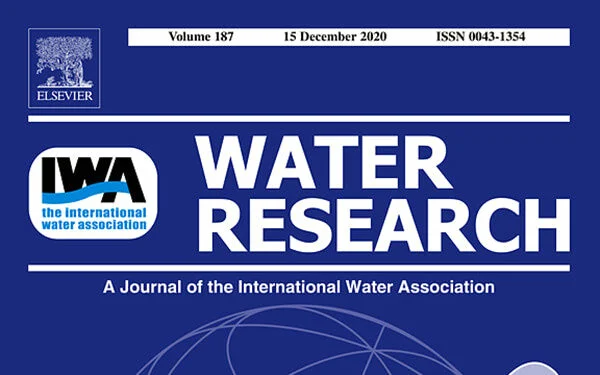 Volume 187 15 December 2020 ISSN 0043-1354
ELSEVIER
IWA
the international
water association
WATER
RESEARCH
A Journal of the International Water Association